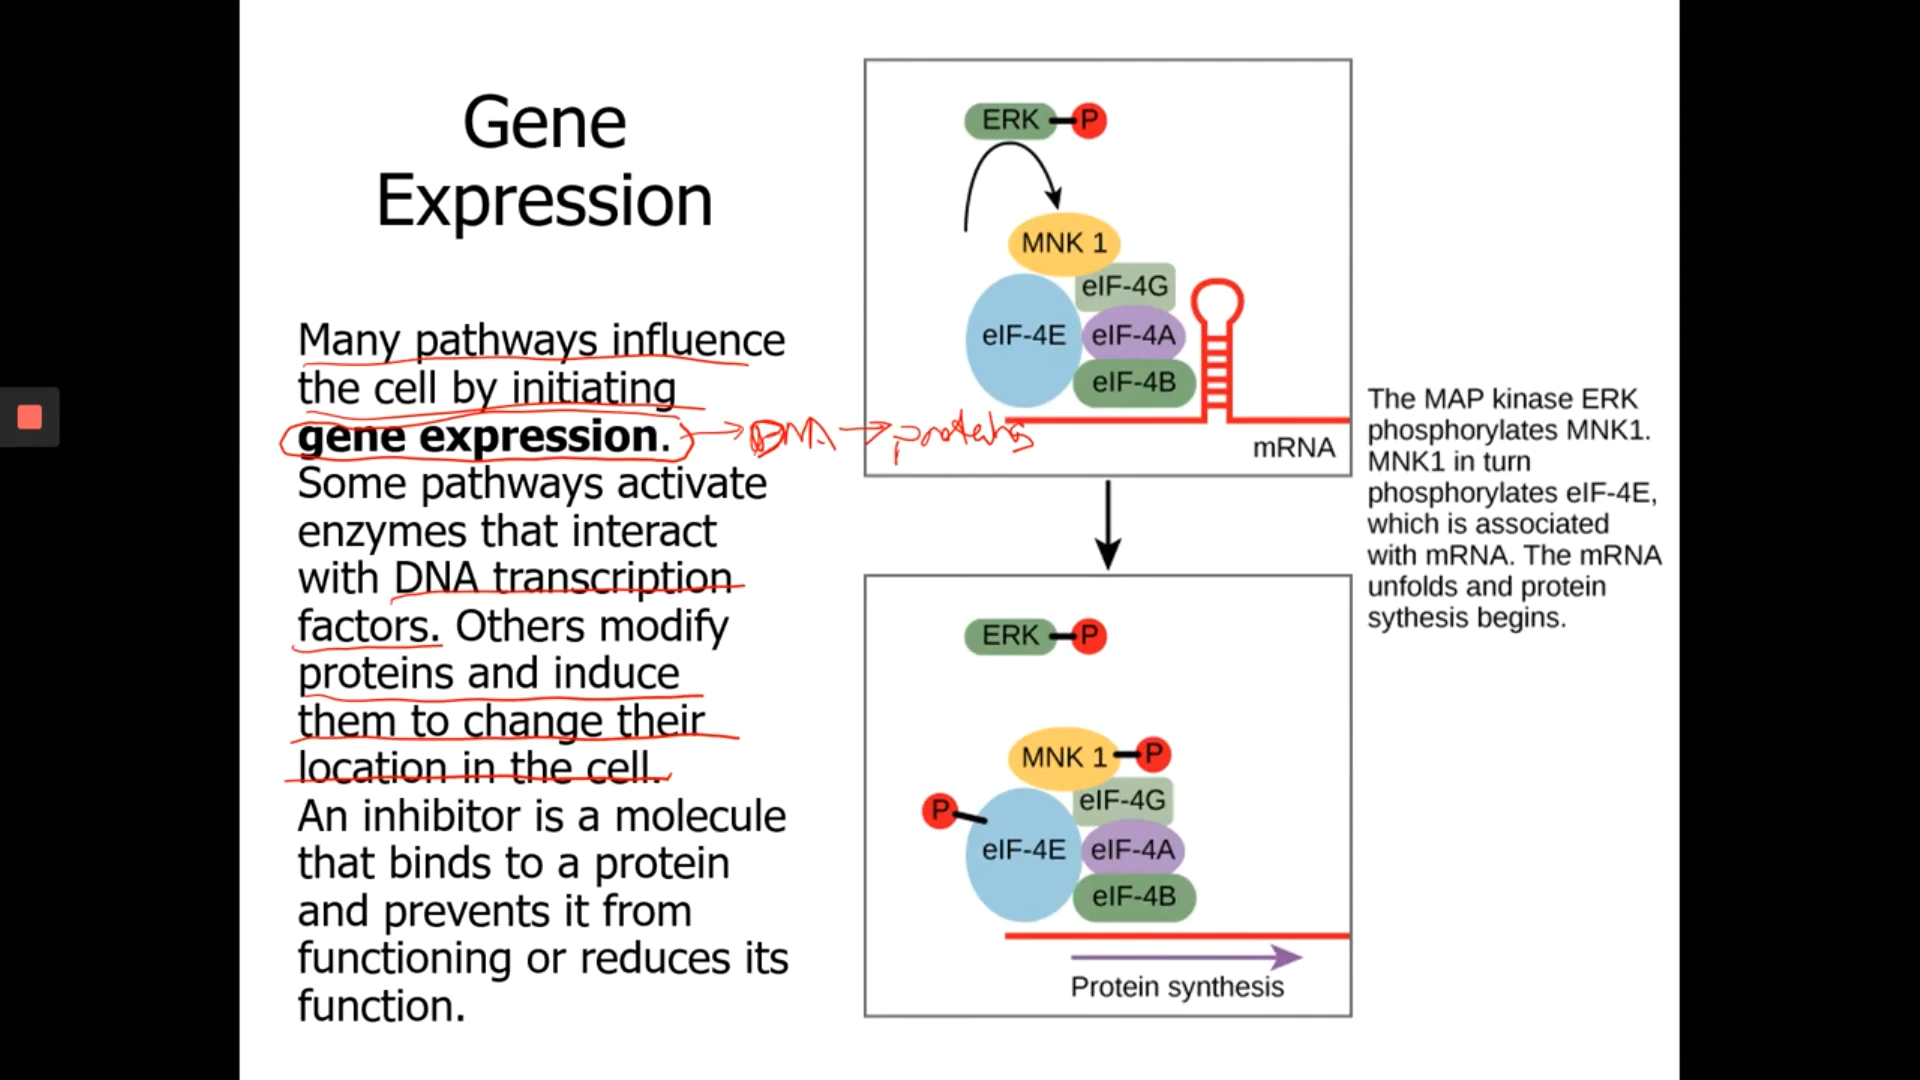 Gene
Expression
Many pathways influence
the cell by initiating
gene expression. → DNA → proteins
Some pathways activate
enzymes that interact
with DNA transcription
factors. Others modify
proteins and induce
them to change their
location in the cell.
An inhibitor is a molecule
that binds to a protein
and prevents it from
functioning or reduces its
function.
ERK P
MNK 1
eIF-4G
eIF-4E eIF-4A
eIF-4B
mRNA
ERK P
MNK 1 P
P
eIF-4G
eIF-4E eIF-4A
eIF-4B
Protein synthesis
The MAP kinase ERK
phosphorylates MNK1.
MNK1 in turn
phosphorylates eIF-4E,
which is associated
with mRNA. The mRNA
unfolds and protein
sythesis begins.